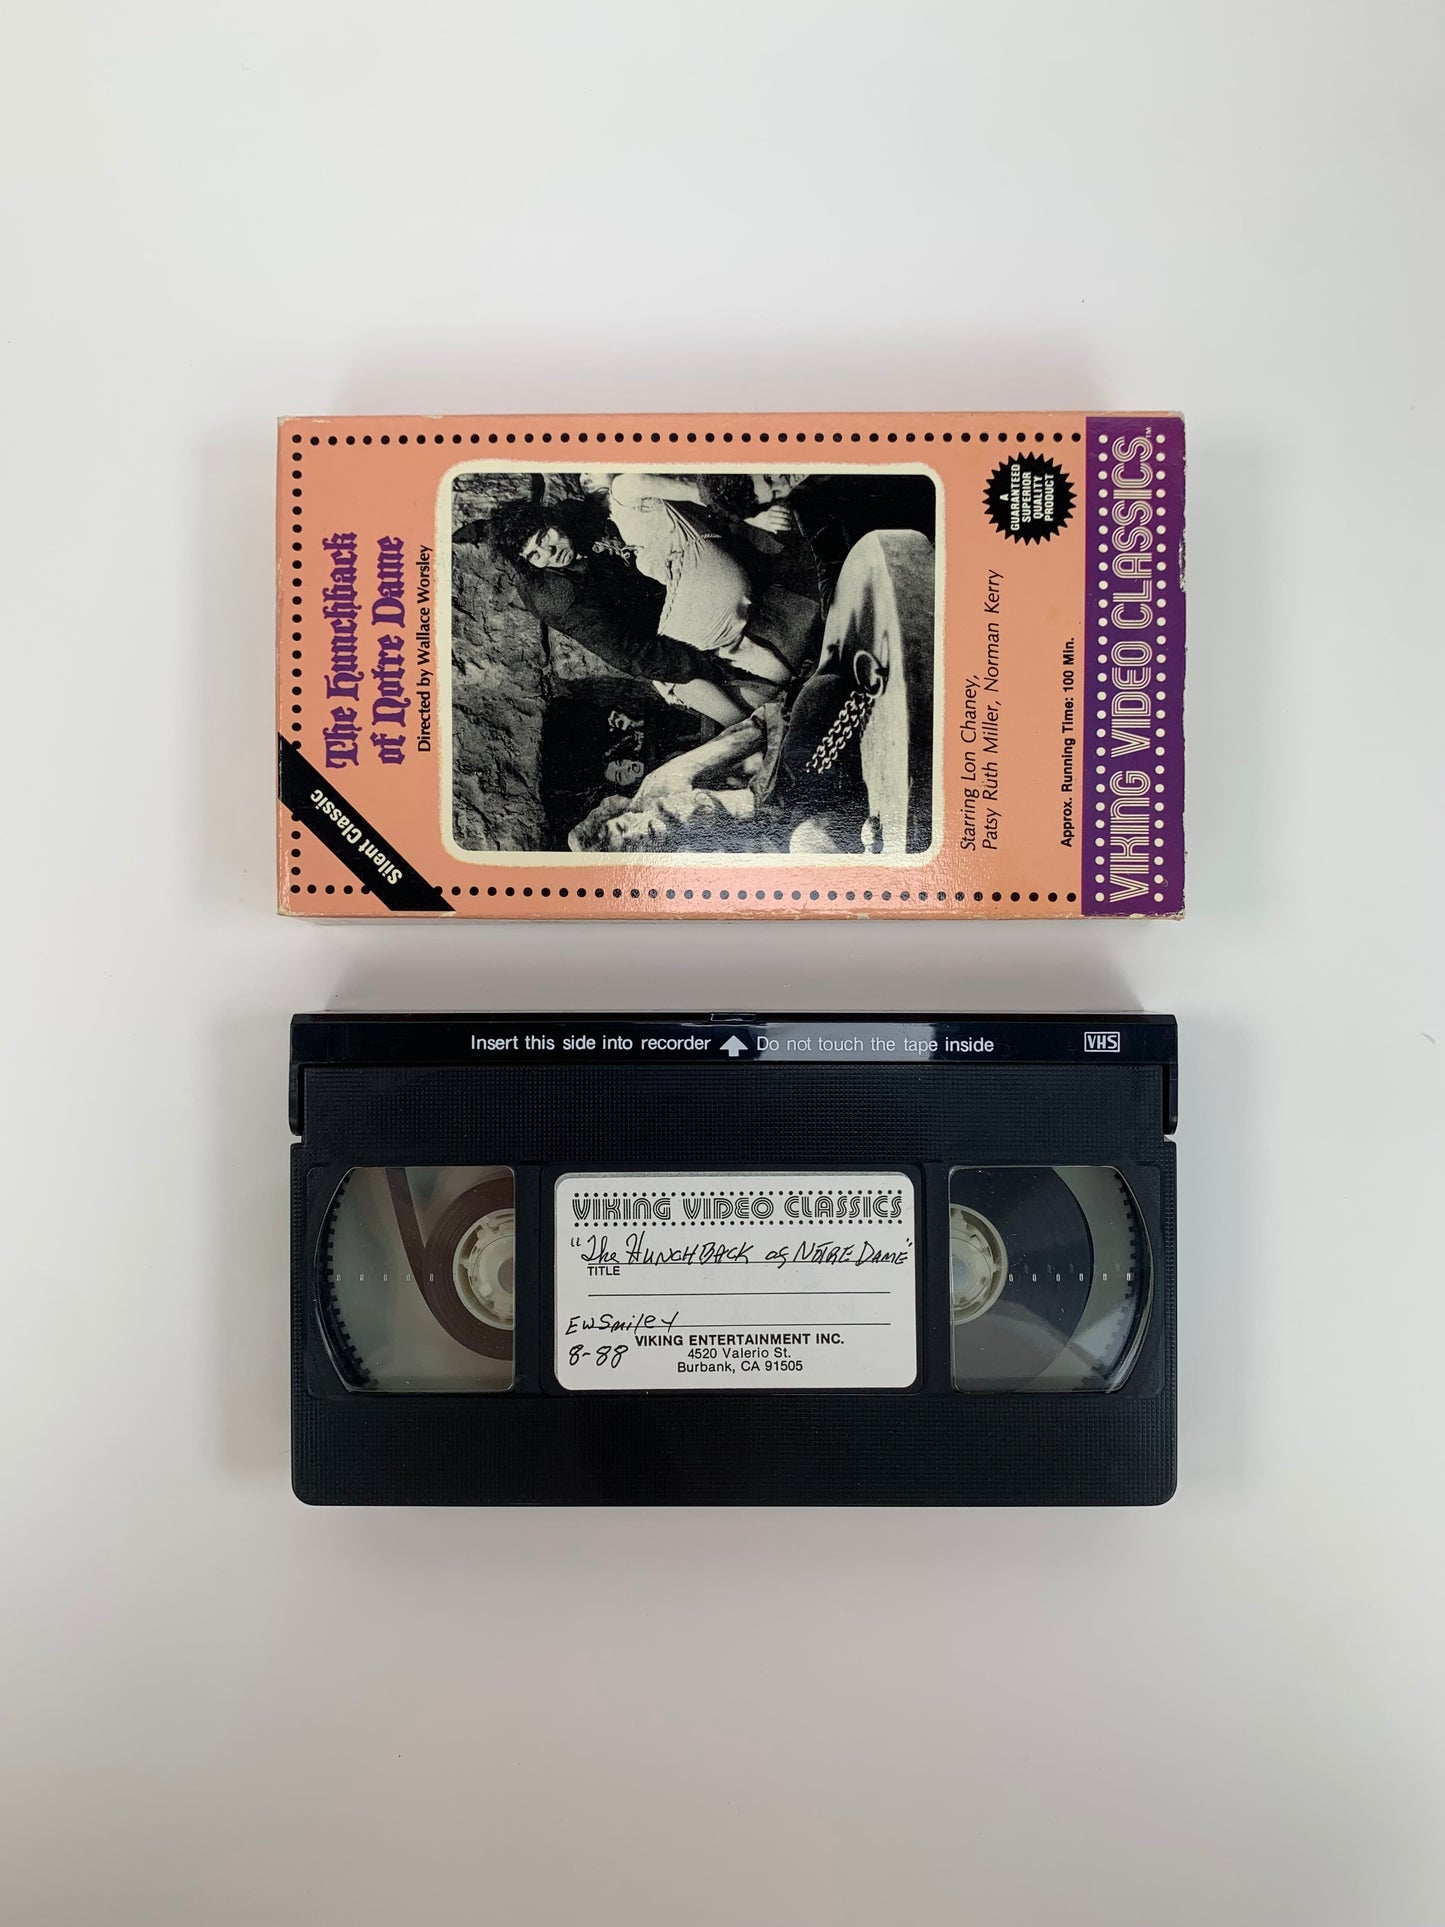 Silent Classic
The Hunchback
of Notre Dame
Directed by Wallace Worsley
Starring Lon Chaney,
Patsy Ruth Miller, Norman Kerry
A
GUARANTEED
SUPERIOR
QUALITY
PRODUCT
Approx. Running Time: 100 Min.
VIKING VIDEO CLASSICS™
Insert this side into recorder Do not touch the tape inside
VHS
VIKING VIDEO CLASSICS
"The HUNCHBACK of NOTRE DAME"
TITLE
EWSmiley
8-88
VIKING ENTERTAINMENT INC.
4520 Valerio St.
Burbank, CA 91505